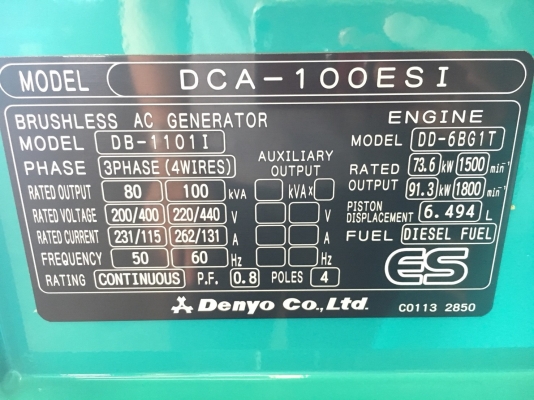 MODEL DCA-100ESI
BRUSHLESS AC GENERATOR
MODEL DB-1101I
PHASE 3PHASE (4WIRES)
RATED OUTPUT 80 100 kVA
RATED VOLTAGE 200/400 220/440 V
RATED CURRENT 231/115 262/131 A
FREQUENCY 50 60 Hz
RATING CONTINUOUS P.F. 0.8 POLES 4
AUXILIARY
OUTPUT
kVA×
V
A
Hz
ENGINE
MODEL DD-6BG1T
RATED 73.6 kW 1500 min⁻¹
OUTPUT 91.3 kW 1800 min⁻¹
PISTON
DISPLACEMENT 6.494 L
FUEL DIESEL FUEL
ES
Denyo Co., Ltd.
C0113 2850